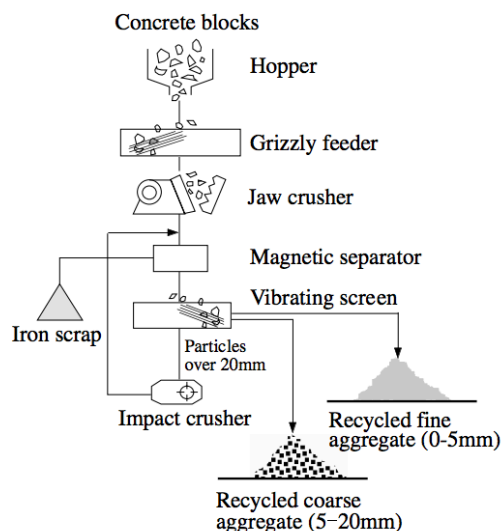 Concrete blocks
Hopper
Grizzly feeder
Jaw crusher
Magnetic separator
Vibrating screen
Iron scrap
Particles
over 20mm
Impact crusher
Recycled fine
aggregate (0-5mm)
Recycled coarse
aggregate (5-20mm)